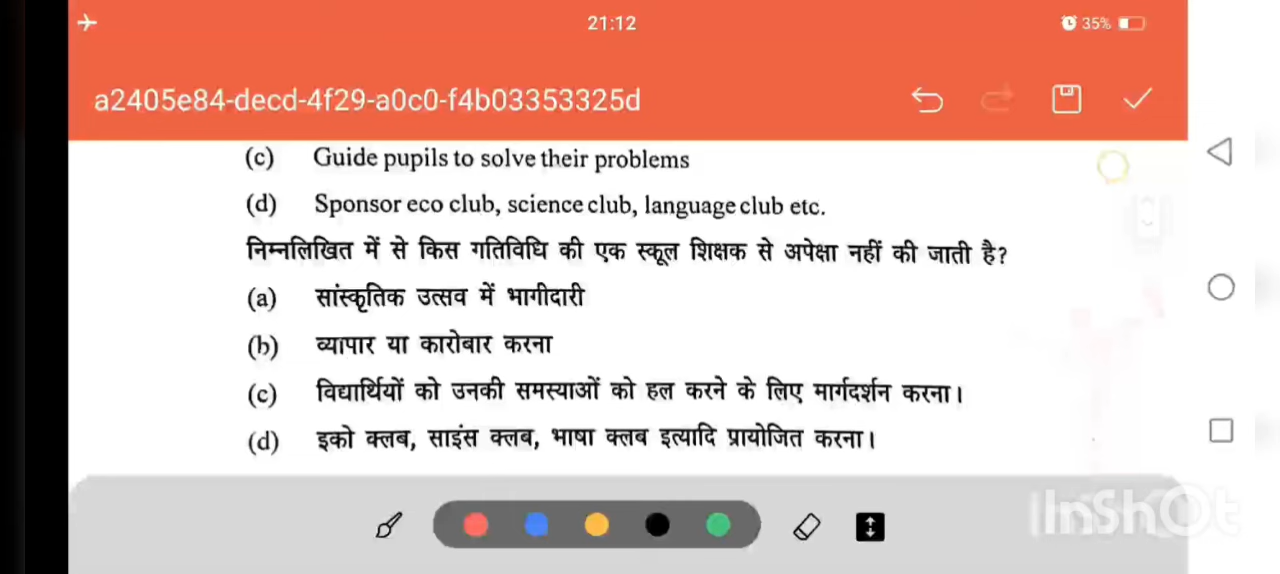 21:12
35%
a2405e84-decd-4f29-a0c0-f4b03353325d
(c) Guide pupils to solve their problems
(d) Sponsor eco club, science club, language club etc.
निम्नलिखित में से किस गतिविधि की एक स्कूल शिक्षक से अपेक्षा नहीं की जाती है?
(a) सांस्कृतिक उत्सव में भागीदारी
(b) व्यापार या कारोबार करना
(c) विद्यार्थियों को उनकी समस्याओं को हल करने के लिए मार्गदर्शन करना।
(d) इको क्लब, साइंस क्लब, भाषा क्लब इत्यादि प्रायोजित करना।
InShOt